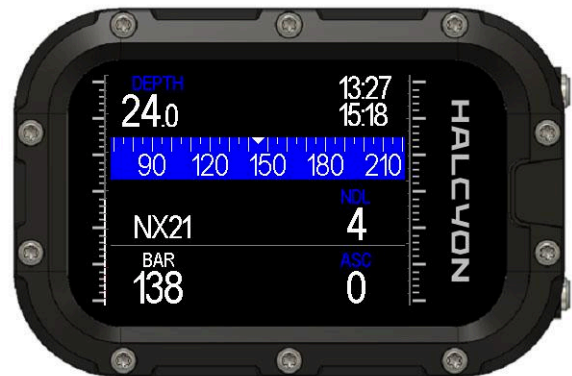 DEPTH
24.0
13:27
15:18
90 120 150 180 210
NDL
NX21 4
BAR ASC
138 0
HALCYON